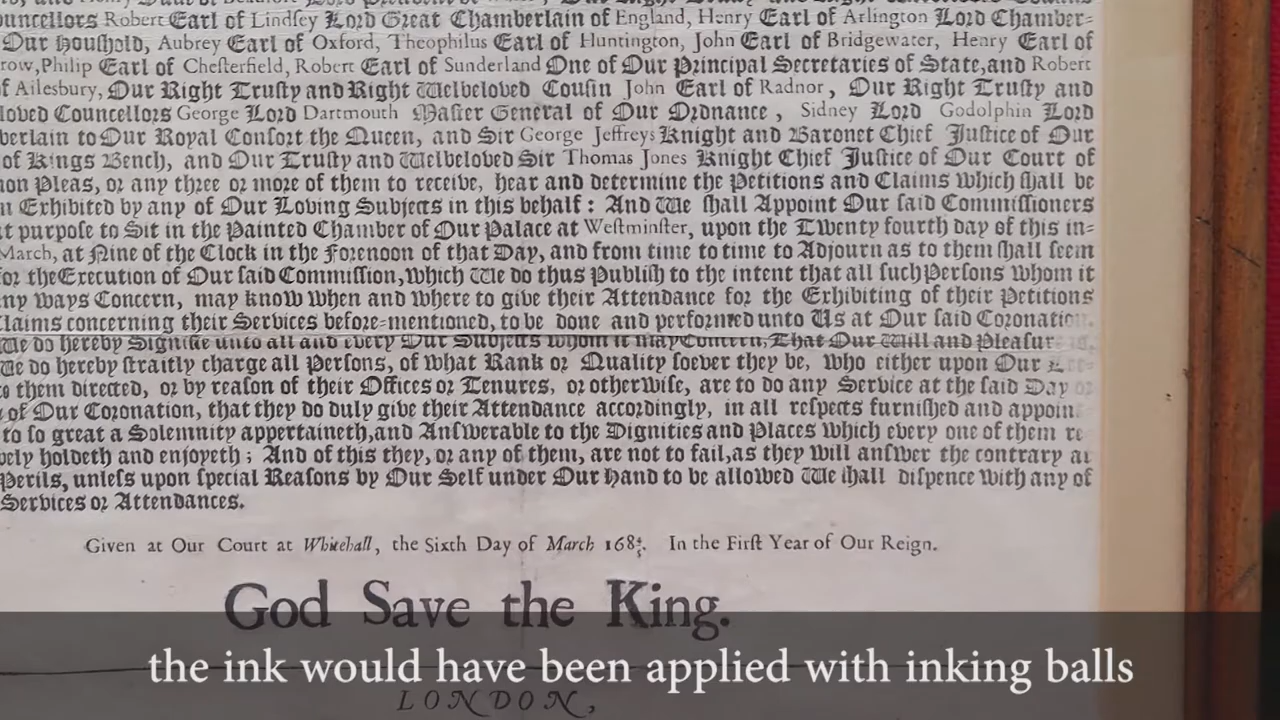 uncellors Robert Earl of Lindſey Lord Great Chamberlain of England, Henry Earl of Arlington Lord Chamber=
Our Houſhold, Aubrey Earl of Oxford, Theophilus Earl of Huntington, John Earl of Bridgewater, Henry Earl of
row, Philip Earl of Cheſterfield, Robert Earl of Sunderland One of Our Principal Secretaries of State, and Robert
f Ailesbury, Our Right Truſty and Right Welbeloved Couſin John Earl of Radnor, Our Right Truſty and
loved Councellors George Lord Dartmouth Maſter General of Our Ordnance, Sidney Lord Godolphin Lord
berlain to Our Royal Conſort the Queen, and Sir George Jeffreys Knight and Baronet Chief Juſtice of Our
of Kings Bench, and Our Truſty and Welbeloved Sir Thomas Jones Knight Chief Juſtice of Our Court of
non Pleas, or any three or more of them to receive, hear and determine the Petitions and Claims which ſhall be
n Exhibited by any of Our Loving Subjects in this behalf: And We ſhall Appoint Our ſaid Commiſſioners
t purpoſe to Sit in the Painted Chamber of Our Palace at Weſtminſter, upon the Twenty fourth day of this in=
March, at Nine of the Clock in the Forenoon of that Day, and from time to time to Adjourn as to them ſhall ſeem
for the Execution of Our ſaid Commiſſion, which We do thus Publiſh to the intent that all ſuch Perſons whom it
ny ways Concern, may know when and where to give their Attendance for the Exhibiting of their Petitions
Claims concerning their Services before=mentioned, to be done and performed unto Us at Our ſaid Coronation.
We do hereby Signifie unto all and every Our Subjects whom it may Concern, That Our Will and Pleaſur
We do hereby ſtraitly charge all Perſons, of what Rank or Quality ſoever they be, who either upon Our
to them directed, or by reaſon of their Offices or Tenures, or otherwiſe, are to do any Service at the ſaid Day or
of Our Coronation, that they do duly give their Attendance accordingly, in all reſpects furniſhed and appoin
to ſo great a Solemnity appertaineth, and Anſwerable to the Dignities and Places which every one of them re
vely holdeth and enjoyeth; And of this they, or any of them, are not to fail, as they will anſwer the contrary at
Perils, unleſs upon ſpecial Reaſons by Our Self under Our Hand to be allowed We ſhall diſpence with any of
Services or Attendances.
Given at Our Court at Whitehall, the Sixth Day of March 168⅘. In the Firſt Year of Our Reign.
God Save the King.
the ink would have been applied with inking balls
LONDON,